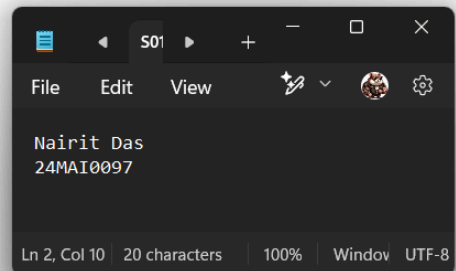 S01
File Edit View
Nairit Das
24MAI0097
Ln 2, Col 10 20 characters 100% Window UTF-8